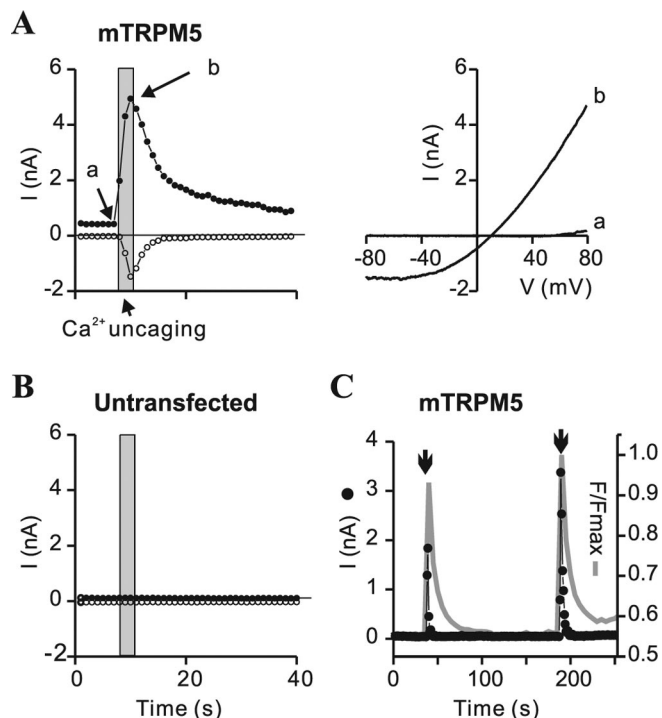 A
mTRPM5
6
4
2
0
-2
I (nA)
a
b
0
20
40
Ca²⁺ uncaging
6
4
2
-2
I (nA)
-80
-40
40
80
V (mV)
b
a
B
Untransfected
6
4
2
0
-2
I (nA)
0
20
40
Time (s)
C
mTRPM5
4
3
2
1
0
I (nA)
0
100
200
Time (s)
1.0
0.9
0.8
0.7
0.6
0.5
F/Fmax